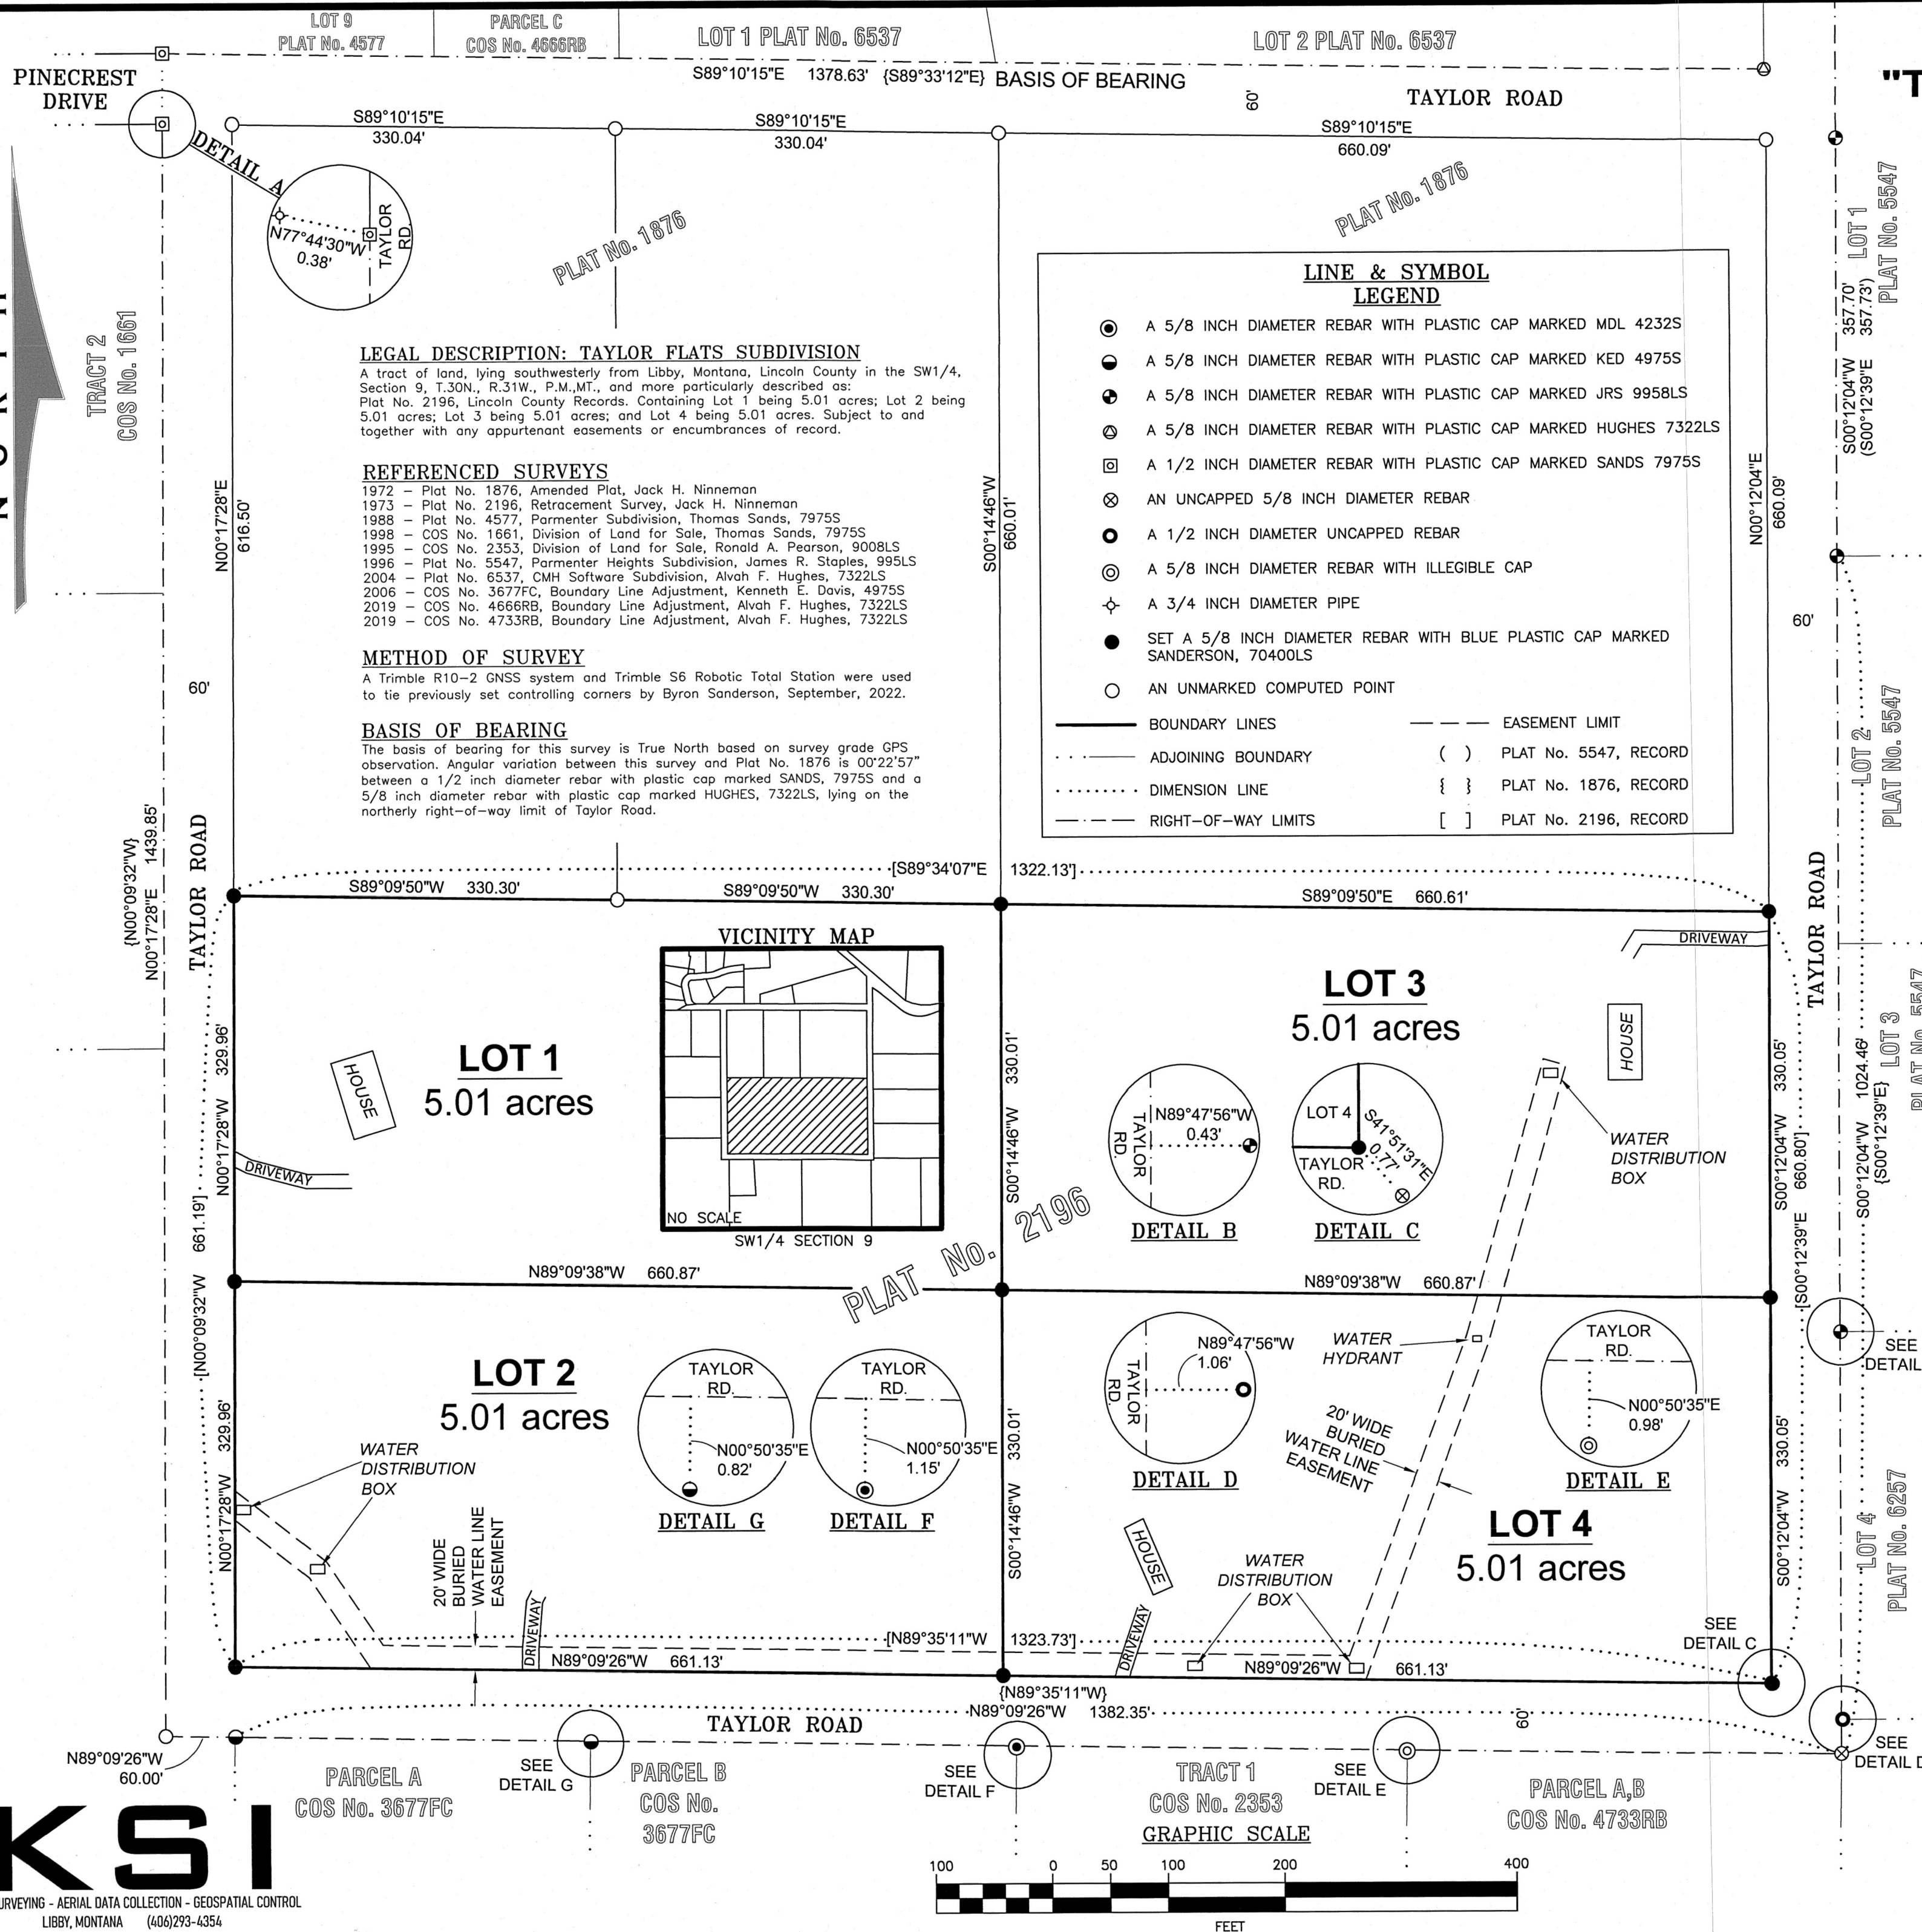 LOT 9
PLAT No. 4577
PARCEL C
COS No. 4666RB
LOT 1 PLAT No. 6537
LOT 2 PLAT No. 6537
S89°10'15"E 1378.63' {S89°33'12"E} BASIS OF BEARING
PINECREST
DRIVE
60'
TAYLOR ROAD
"T
S89°10'15"E
330.04'
S89°10'15"E
330.04'
S89°10'15"E
660.09'
DETAIL A
N77°44'30"W
0.38'
TAYLOR
RD.
PLAT No. 1876
PLAT No. 1876
TRACT 2
COS No. 1661
N00°17'28"E
616.50'
S00°14'46"W
660.01'
N00°12'04"E
660.09'
S00°12'04"W 357.70'
(S00°12'39"E 357.73')
LOT 1
PLAT No. 5547
LEGAL DESCRIPTION: TAYLOR FLATS SUBDIVISION
A tract of land, lying southwesterly from Libby, Montana, Lincoln County in the SW1/4,
Section 9, T.30N., R.31W., P.M.,MT., and more particularly described as:
Plat No. 2196, Lincoln County Records. Containing Lot 1 being 5.01 acres; Lot 2 being
5.01 acres; Lot 3 being 5.01 acres; and Lot 4 being 5.01 acres. Subject to and
together with any appurtenant easements or encumbrances of record.
REFERENCED SURVEYS
1972 – Plat No. 1876, Amended Plat, Jack H. Ninneman
1973 – Plat No. 2196, Retracement Survey, Jack H. Ninneman
1988 – Plat No. 4577, Parmenter Subdivision, Thomas Sands, 7975S
1998 – COS No. 1661, Division of Land for Sale, Thomas Sands, 7975S
1995 – COS No. 2353, Division of Land for Sale, Ronald A. Pearson, 9008LS
1996 – Plat No. 5547, Parmenter Heights Subdivision, James R. Staples, 995LS
2004 – Plat No. 6537, CMH Software Subdivision, Alvah F. Hughes, 7322LS
2006 – COS No. 3677FC, Boundary Line Adjustment, Kenneth E. Davis, 4975S
2019 – COS No. 4666RB, Boundary Line Adjustment, Alvah F. Hughes, 7322LS
2019 – COS No. 4733RB, Boundary Line Adjustment, Alvah F. Hughes, 7322LS
METHOD OF SURVEY
A Trimble R10–2 GNSS system and Trimble S6 Robotic Total Station were used
to tie previously set controlling corners by Byron Sanderson, September, 2022.
BASIS OF BEARING
The basis of bearing for this survey is True North based on survey grade GPS
observation. Angular variation between this survey and Plat No. 1876 is 00°22'57"
between a 1/2 inch diameter rebar with plastic cap marked SANDS, 7975S and a
5/8 inch diameter rebar with plastic cap marked HUGHES, 7322LS, lying on the
northerly right–of–way limit of Taylor Road.
LINE & SYMBOL
LEGEND
A 5/8 INCH DIAMETER REBAR WITH PLASTIC CAP MARKED MDL 4232S
A 5/8 INCH DIAMETER REBAR WITH PLASTIC CAP MARKED KED 4975S
A 5/8 INCH DIAMETER REBAR WITH PLASTIC CAP MARKED JRS 9958LS
A 5/8 INCH DIAMETER REBAR WITH PLASTIC CAP MARKED HUGHES 7322LS
A 1/2 INCH DIAMETER REBAR WITH PLASTIC CAP MARKED SANDS 7975S
AN UNCAPPED 5/8 INCH DIAMETER REBAR
A 1/2 INCH DIAMETER UNCAPPED REBAR
A 5/8 INCH DIAMETER REBAR WITH ILLEGIBLE CAP
A 3/4 INCH DIAMETER PIPE
SET A 5/8 INCH DIAMETER REBAR WITH BLUE PLASTIC CAP MARKED
SANDERSON, 70400LS
AN UNMARKED COMPUTED POINT
BOUNDARY LINES
EASEMENT LIMIT
ADJOINING BOUNDARY
( ) PLAT No. 5547, RECORD
DIMENSION LINE
{ } PLAT No. 1876, RECORD
RIGHT–OF–WAY LIMITS
[ ] PLAT No. 2196, RECORD
60'
60'
{N00°09'32"W}
N00°17'28"E 1439.85'
TAYLOR ROAD
LOT 2
PLAT No. 5547
TAYLOR ROAD
[S89°34'07"E 1322.13']
S89°09'50"W 330.30'
S89°09'50"W 330.30'
S89°09'50"E 660.61'
VICINITY MAP
NO SCALE
SW1/4 SECTION 9
DRIVEWAY
LOT 3
5.01 acres
HOUSE
LOT 1
5.01 acres
HOUSE
DRIVEWAY
N00°17'28"W 329.96'
S00°14'46"W 330.01'
S00°12'04"W 330.05'
[N00°09'32"W 661.19']
[S00°12'39"E 660.80']
S00°12'04"W 1024.46'
{S00°12'39"E}
LOT 3
PLAT No. 5547
TAYLOR
RD.
N89°47'56"W
0.43'
DETAIL B
LOT 4
S41°51'31"E
0.77'
TAYLOR
RD.
DETAIL C
WATER
DISTRIBUTION
BOX
PLAT No. 2196
N89°09'38"W 660.87'
N89°09'38"W 660.87'
LOT 2
5.01 acres
TAYLOR
RD.
N00°50'35"E
0.82'
DETAIL G
TAYLOR
RD.
N00°50'35"E
1.15'
DETAIL F
TAYLOR
RD.
N89°47'56"W
1.06'
DETAIL D
WATER
HYDRANT
TAYLOR
RD.
N00°50'35"E
0.98'
DETAIL E
SEE
DETAIL
20' WIDE
BURIED
WATER LINE
EASEMENT
LOT 4
5.01 acres
N00°17'28"W 329.96'
WATER
DISTRIBUTION
BOX
20' WIDE
BURIED
WATER LINE
EASEMENT
DRIVEWAY
S00°14'46"W 330.01'
HOUSE
DRIVEWAY
WATER
DISTRIBUTION
BOX
S00°12'04"W 330.05'
LOT 4
PLAT No. 6257
SEE
DETAIL C
[N89°35'11"W 1323.73']
N89°09'26"W 661.13'
N89°09'26"W 661.13'
{N89°35'11"W}
N89°09'26"W 1382.35'
TAYLOR ROAD
60'
N89°09'26"W
60.00'
SEE
DETAIL G
SEE
DETAIL F
SEE
DETAIL E
SEE
DETAIL D
PARCEL A
COS No. 3677FC
PARCEL B
COS No.
3677FC
TRACT 1
COS No. 2353
PARCEL A,B
COS No. 4733RB
GRAPHIC SCALE
100 0 50 100 200 400
FEET
KSI
URVEYING - AERIAL DATA COLLECTION - GEOSPATIAL CONTROL
LIBBY, MONTANA (406)293-4354